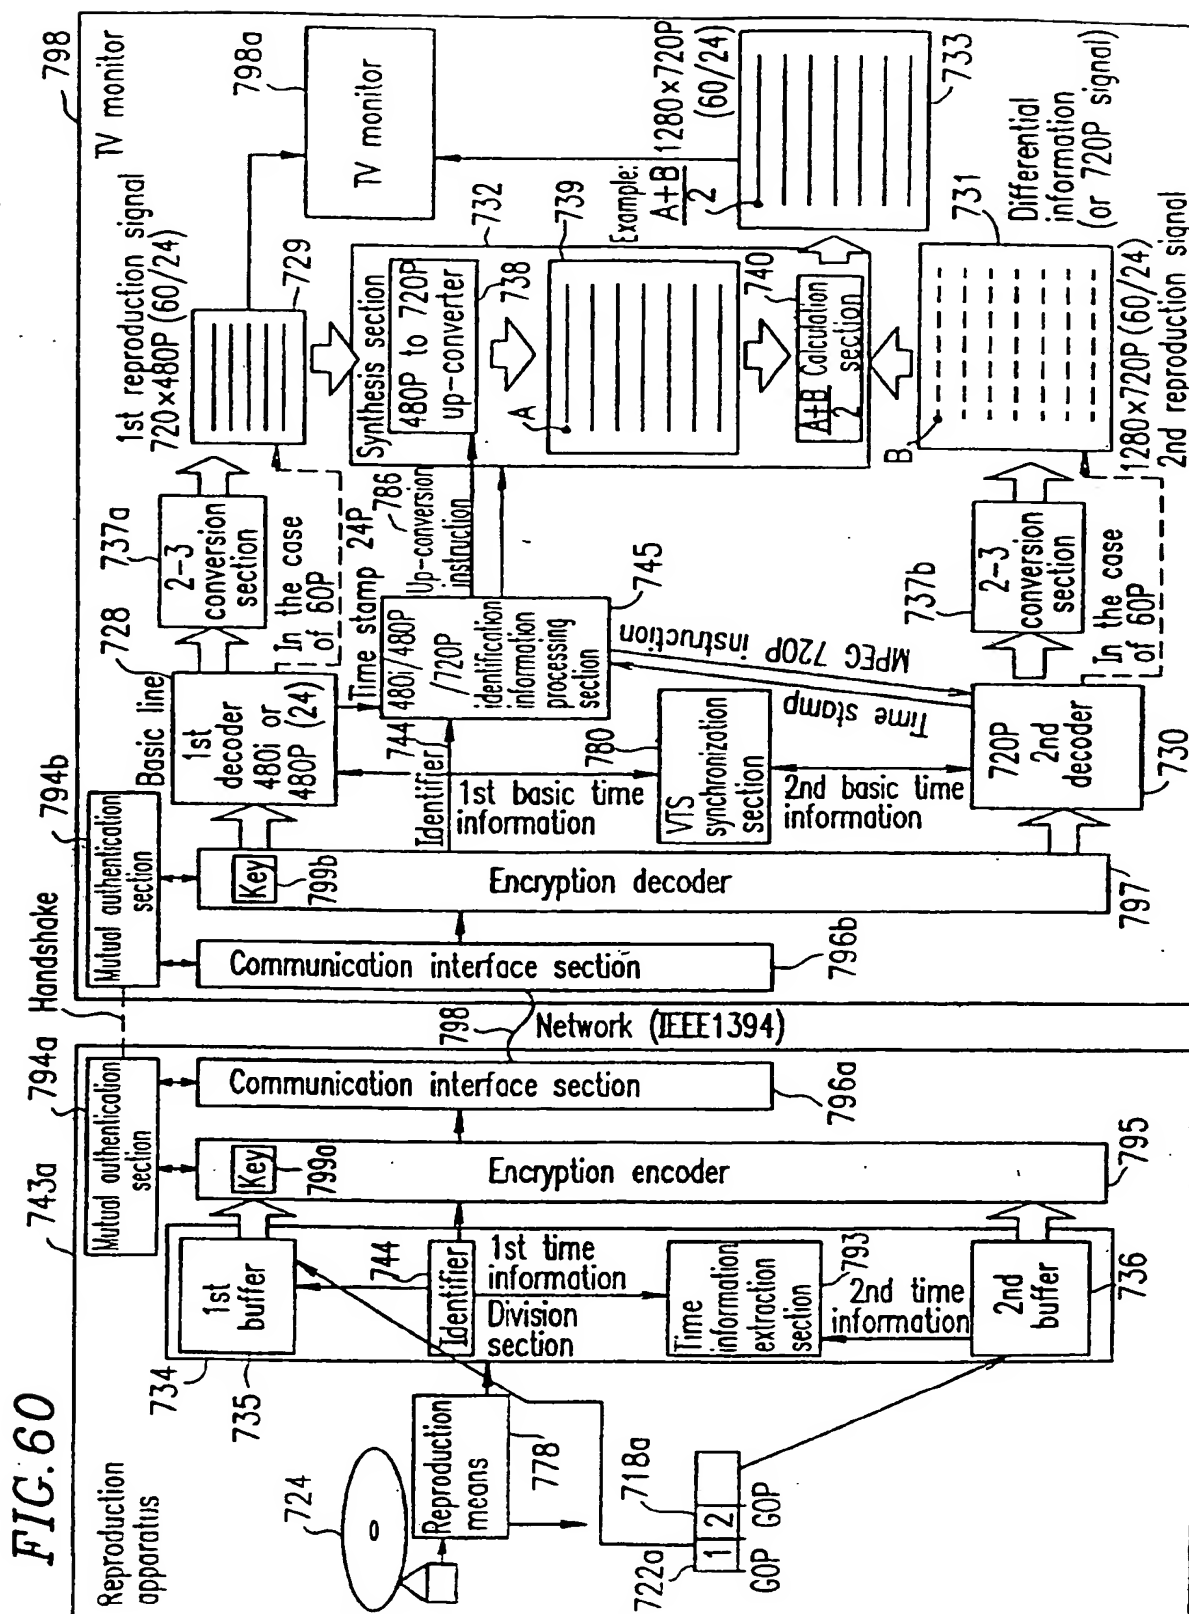 FIG.60
Reproduction
apparatus
743a
794a
Handshake
794b
798
TV monitor
724
Reproduction
means
778
722a
718a
1 2
GOP GOP
734
735
1st buffer
744
Identifier
1st time
information
Division
section
Time
information
extraction
section
793
2nd time
information
2nd buffer
736
Mutual authentication
section
Key
799a
Encryption encoder
795
Communication interface section
796a
798
Network (IEEE1394)
Mutual authentication
section
Communication interface section
796b
Key
799b
Encryption decoder
797
Basic line
728
1st
decoder
480i or
480P (24)
737a
2-3
conversion
section
In the case
of 60P
1st reproduction signal
720×480P (60/24)
729
798a
TV monitor
Time stamp 24P
744
Identifier
480i/480P
/720P
identification
information
processing
section
745
786
Up-conversion
instruction
1st basic time
information
780
VTS
synchronization
section
2nd basic time
information
MPEG 720P instruction
Time stamp
720P
2nd
decoder
730
737b
2-3
conversion
section
In the case
of 60P
Synthesis section
732
480P to 720P
up-converter
738
A
739
740
A+B
2
Calculation
section
Example:
A+B
2
1280×720P
(60/24)
733
B
731
1280×720P (60/24)
2nd reproduction signal
Differential
information
(or 720P signal)